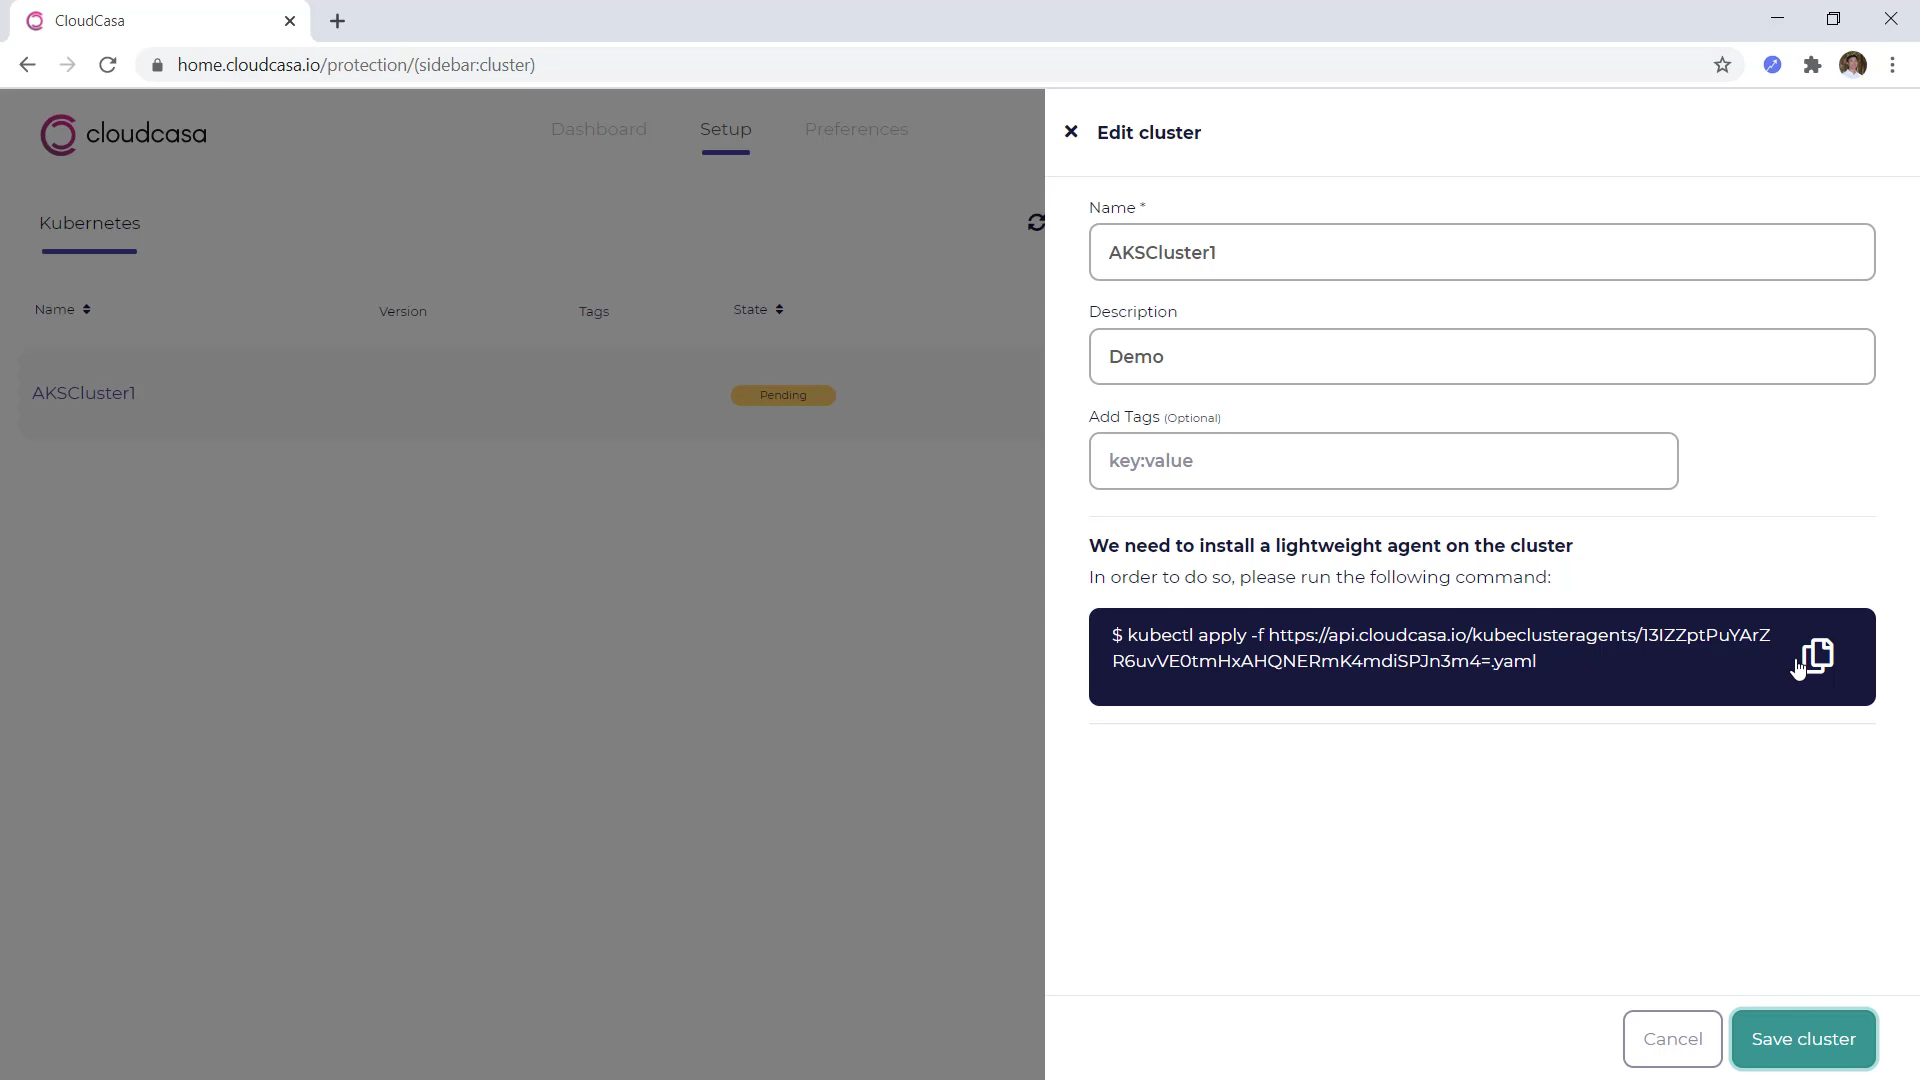 CloudCasa
home.cloudcasa.io/protection/(sidebar:cluster)
cloudcasa
Dashboard
Setup
Preferences
Edit cluster
Kubernetes
Name
Version
Tags
State
AKSCluster1
Pending
Name *
AKSCluster1
Description
Demo
Add Tags (Optional)
key:value
We need to install a lightweight agent on the cluster
In order to do so, please run the following command:
$ kubectl apply -f https://api.cloudcasa.io/kubeclusteragents/13IZZptPuYArZ
R6uvVE0tmHxAHQNERmK4mdiSPJn3m4=.yaml
Cancel
Save cluster